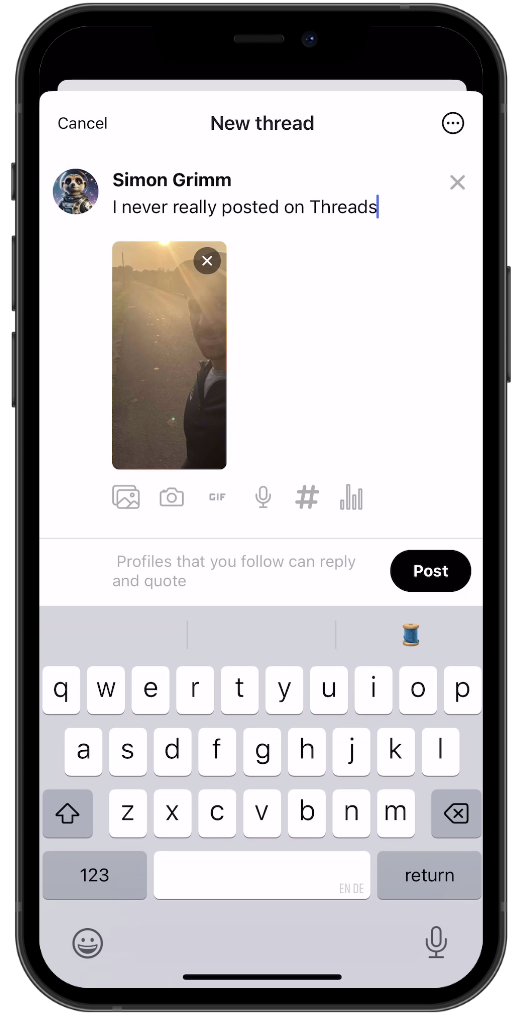 Cancel New thread
Simon Grimm
I never really posted on Threads
GIF
#
Profiles that you follow can reply
and quote
Post
q w e r t y u i o p
a s d f g h j k l
z x c v b n m
123 EN DE return